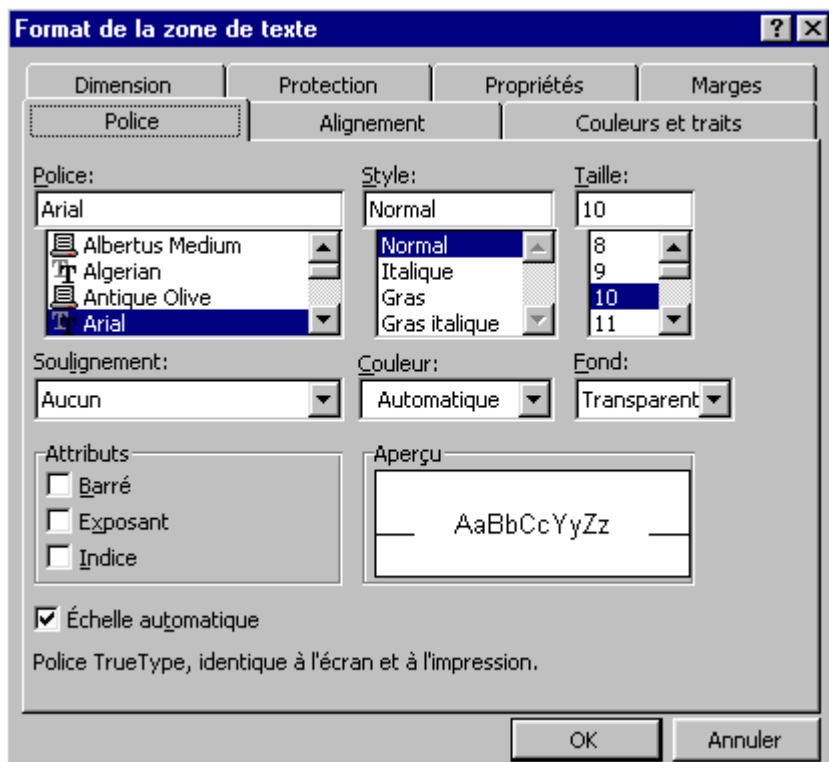 Format de la zone de texte
Dimension Protection Propriétés Marges
Police Alignement Couleurs et traits
Police: Style: Taille:
Arial Normal 10
Albertus Medium Normal 8
Algerian Italique 9
Antique Olive Gras 10
Arial Gras italique 11
Soulignement: Couleur: Fond:
Aucun Automatique Transparent
Attributs Aperçu
Barré
Exposant AaBbCcYyZz
Indice
Échelle automatique
Police TrueType, identique à l'écran et à l'impression.
OK Annuler